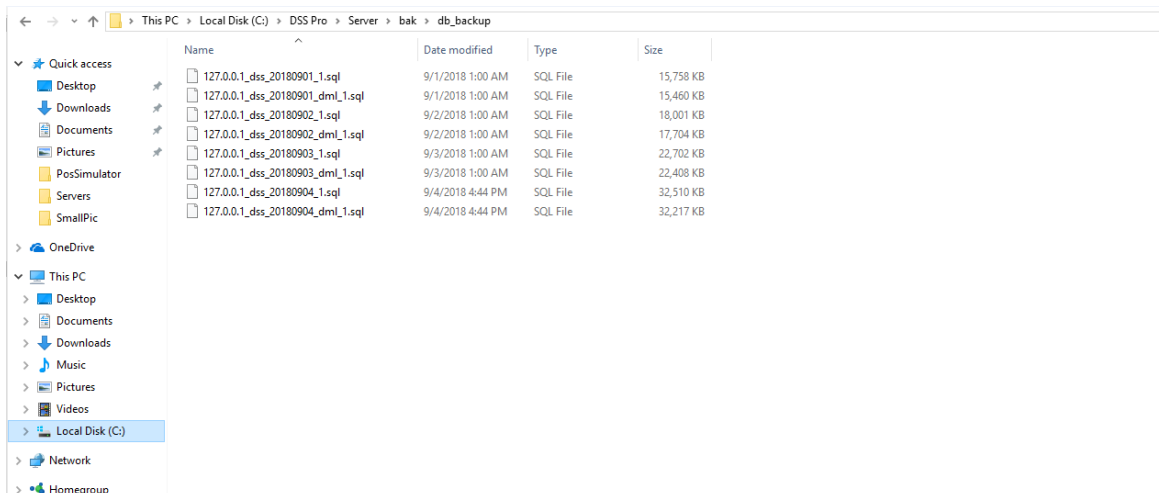 This PC > Local Disk (C:) > DSS Pro > Server > bak > db_backup
Name Date modified Type Size
Quick access
Desktop
Downloads
Documents
Pictures
PosSimulator
Servers
SmallPic
OneDrive
This PC
Desktop
Documents
Downloads
Music
Pictures
Videos
Local Disk (C:)
Network
Homegroup
127.0.0.1_dss_20180901_1.sql 9/1/2018 1:00 AM SQL File 15,758 KB
127.0.0.1_dss_20180901_dml_1.sql 9/1/2018 1:00 AM SQL File 15,460 KB
127.0.0.1_dss_20180902_1.sql 9/2/2018 1:00 AM SQL File 18,001 KB
127.0.0.1_dss_20180902_dml_1.sql 9/2/2018 1:00 AM SQL File 17,704 KB
127.0.0.1_dss_20180903_1.sql 9/3/2018 1:00 AM SQL File 22,702 KB
127.0.0.1_dss_20180903_dml_1.sql 9/3/2018 1:00 AM SQL File 22,408 KB
127.0.0.1_dss_20180904_1.sql 9/4/2018 4:44 PM SQL File 32,510 KB
127.0.0.1_dss_20180904_dml_1.sql 9/4/2018 4:44 PM SQL File 32,217 KB